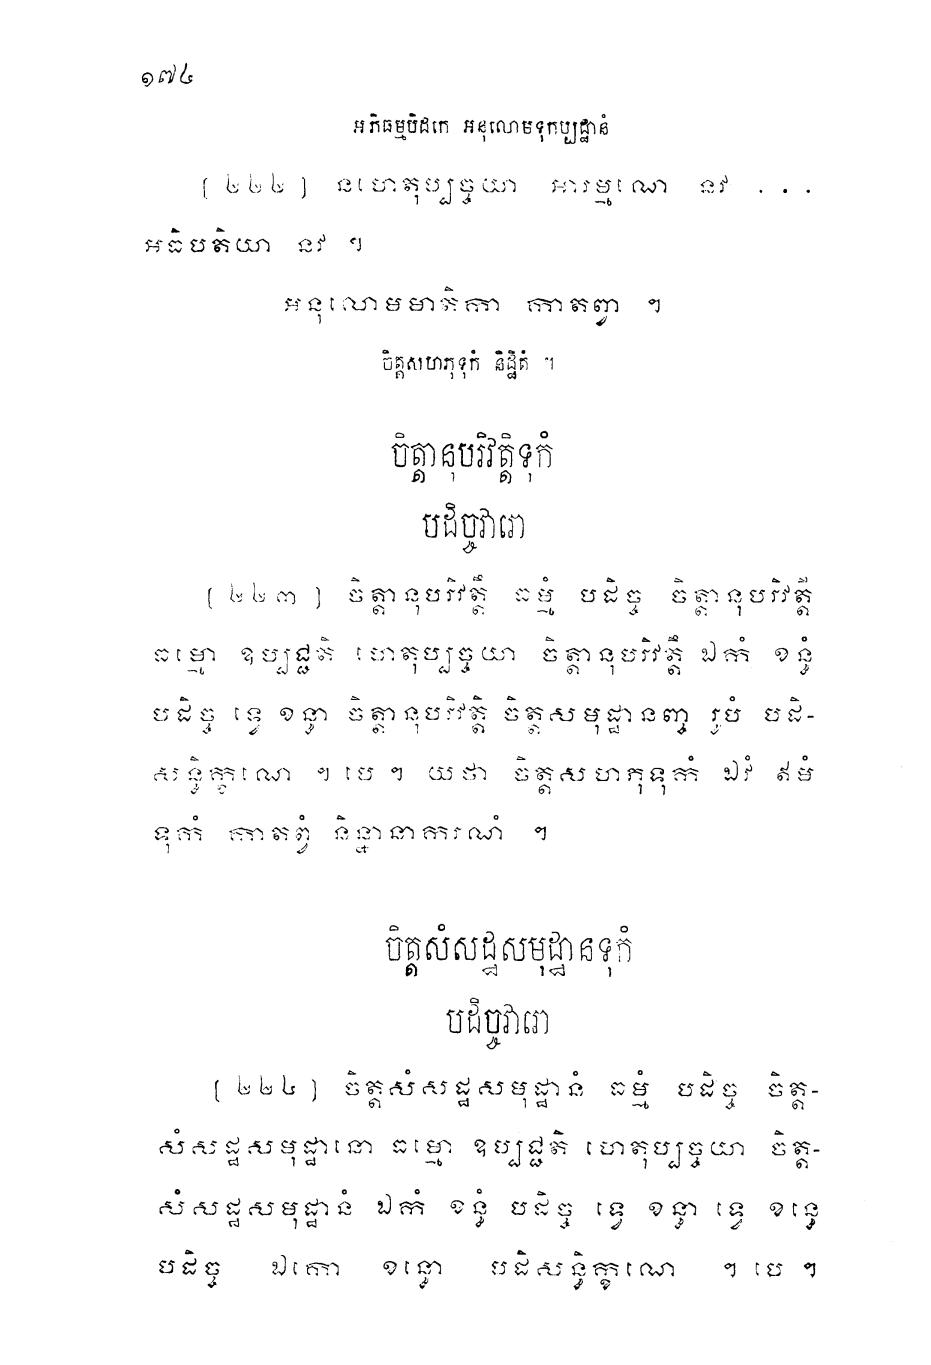 ១៧៤
អភិធម្មបិដកេ អនុលោមទុកប្បដ្ឋានំ
[ ២២២ ] នហេតុប្បច្ចយា អារម្មណេ នវ . . .
អធិបតិយា នវ ។
អនុលោមមាតិកា កាតព្វា ។
ចិត្តសហភុទុកំ និដ្ឋិតំ ។
ចិត្តានុបរិវត្តិទុកំ
បដិច្ចវារោ
[ ២២៣ ] ចិត្តានុបរិវត្តឹ ធម្មំ បដិច្ច ចិត្តានុបរិវត្តី
ធម្មោ ឧប្បជ្ជតិ ហេតុប្បច្ចយា ចិត្តានុបរិវត្តឹ ឯកំ ខន្ធំ
បដិច្ច ទ្វេ ខន្ធា ចិត្តានុបរិវត្តិ ចិត្តសមុដ្ឋានញ្ច រូបំ បដិ-
សន្ធិក្ខណេ ។ បេ ។ យថា ចិត្តសហភុទុកំ ឯវំ ឥមំ
ទុកំ កាតព្វំ និន្នានាករណំ ។
ចិត្តសំសដ្ឋសមុដ្ឋានទុកំ
បដិច្ចវារោ
[ ២២៤ ] ចិត្តសំសដ្ឋសមុដ្ឋានំ ធម្មំ បដិច្ច ចិត្ត-
សំសដ្ឋសមុដ្ឋានោ ធម្មោ ឧប្បជ្ជតិ ហេតុប្បច្ចយា ចិត្ត-
សំសដ្ឋសមុដ្ឋានំ ឯកំ ខន្ធំ បដិច្ច ទ្វេ ខន្ធា ទ្វេ ខន្ធេ
បដិច្ច ឯកោ ខន្ធោ បដិសន្ធិក្ខណេ ។ បេ ។